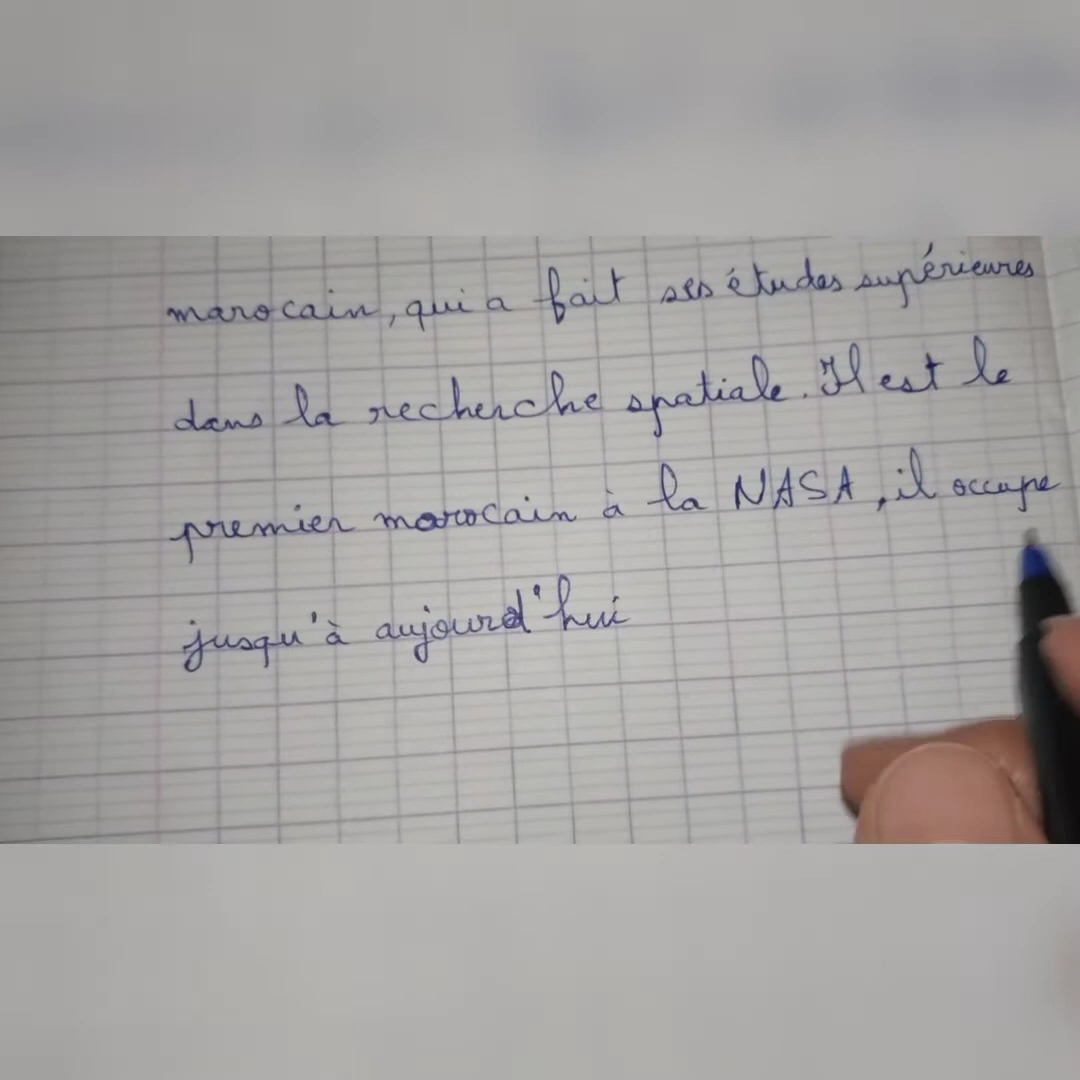 marocain, qui a fait ses études supérieures
dans la recherche spatiale. Il est le
premier marocain à la NASA, il occupe
jusqu'à aujourd'hui